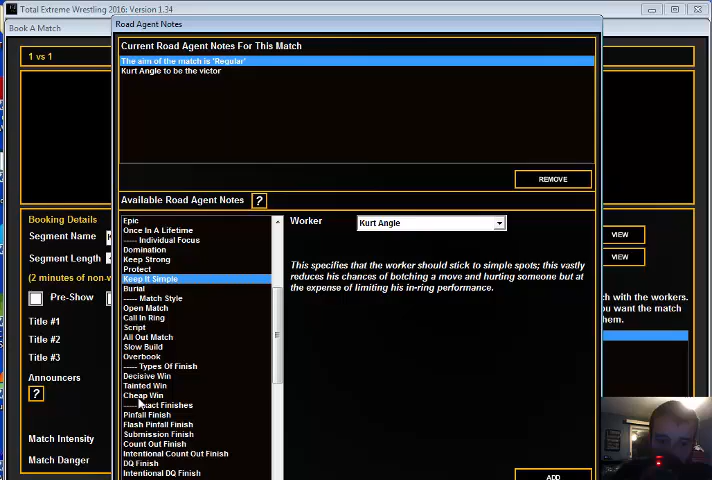 Total Extreme Wrestling 2016: Version 1.34
Book A Match
Road Agent Notes
1 vs 1
Current Road Agent Notes For This Match
The aim of the match is 'Regular'
Kurt Angle to be the victor
REMOVE
Available Road Agent Notes ?
Epic
Once In A Lifetime
----- Individual Focus
Domination
Keep Strong
Protect
Keep It Simple
Burial
----- Match Style
Open Match
Call In Ring
Script
All Out Match
Slow Build
Overbook
----- Types Of Finish
Decisive Win
Tainted Win
Cheap Win
Exact Finishes
Pinfall Finish
Flash Pinfall Finish
Submission Finish
Count Out Finish
Intentional Count Out Finish
DQ Finish
Intentional DQ Finish
Worker Kurt Angle
This specifies that the worker should stick to simple spots; this vastly
reduces his chances of botching a move and hurting someone but at
the expense of limiting his in-ring performance.
ADD
Booking Details
Segment
Segment Length
(2 minutes of
Pre-Show
Title #1
Title #2
Title #3
Announcers
?
Match Intensity
Match Danger
VIEW
VIEW
with the workers.
you want the match